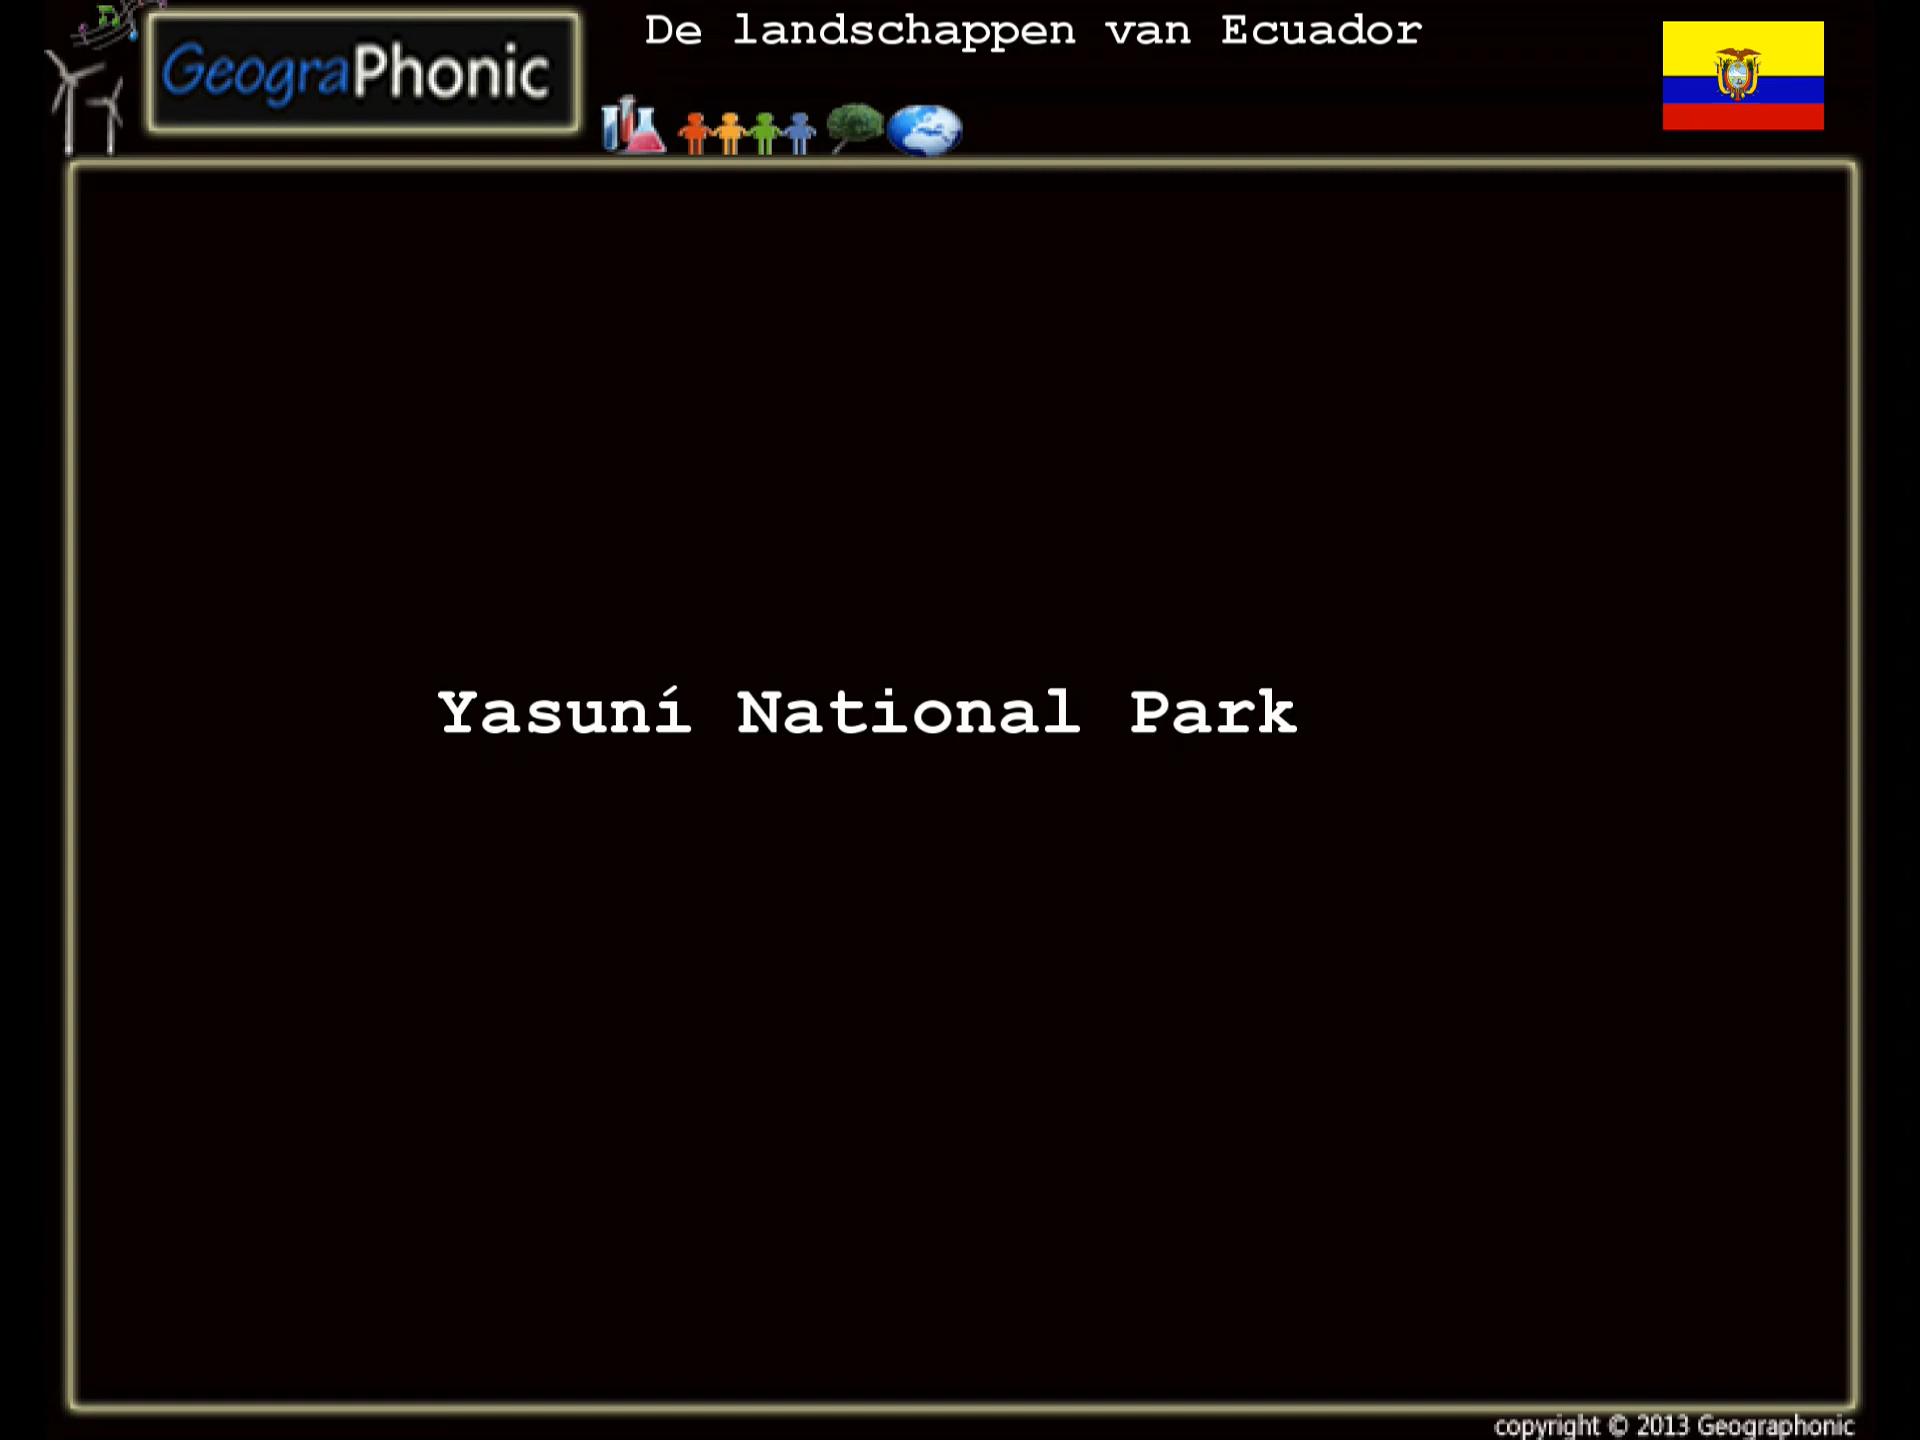 De landschappen van Ecuador
GeograPhonic
Yasuní National Park
copyright © 2013 Geographonic